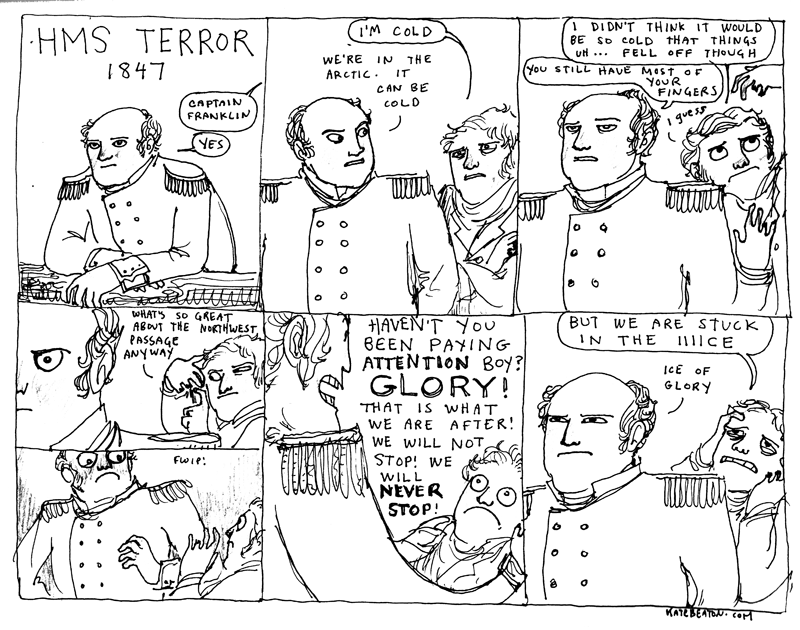 HMS TERROR
1847
CAPTAIN
FRANKLIN
YES
I'M COLD
WE'RE IN THE
ARCTIC. IT
CAN BE
COLD
I DIDN'T THINK IT WOULD
BE SO COLD THAT THINGS
UH... FELL OFF THOUGH
YOU STILL HAVE MOST OF
YOUR
FINGERS
I guess
WHAT'S SO GREAT
ABOUT THE NORTHWEST
PASSAGE
ANYWAY
FWIP!
HAVEN'T YOU
BEEN PAYING
ATTENTION BOY?
GLORY!
THAT IS WHAT
WE ARE AFTER!
WE WILL NOT
STOP! WE
WILL
NEVER
STOP!
BUT WE ARE STUCK
IN THE IIIICE
ICE OF
GLORY
KATEBEATON.COM